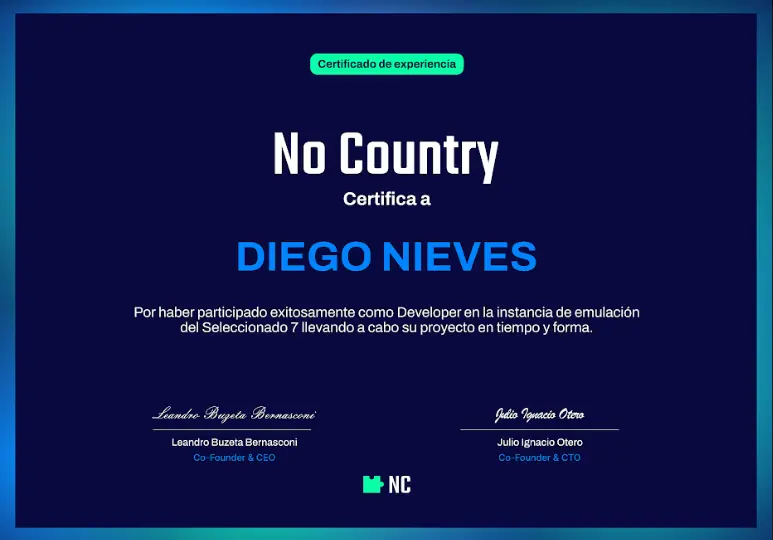 Certificado de experiencia
No Country
Certifica a
DIEGO NIEVES
Por haber participado exitosamente como Developer en la instancia de emulación
del Seleccionado 7 llevando a cabo su proyecto en tiempo y forma.
Leandro Buzeta Bernasconi
Julio Ignacio Otero
Leandro Buzeta Bernasconi
Julio Ignacio Otero
Co-Founder & CEO
Co-Founder & CTO
NC